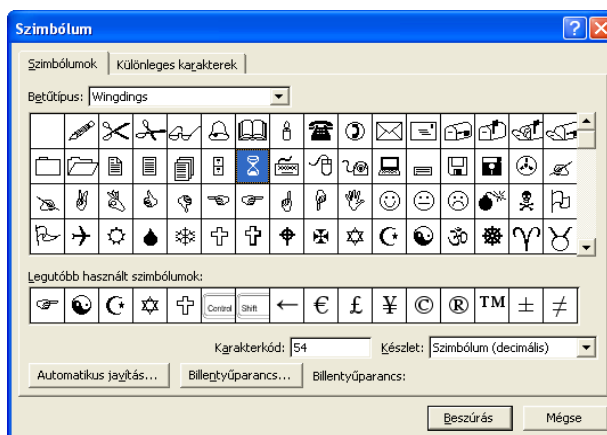 Szimbólum
Szimbólumok Különleges karakterek
Betűtípus: Wingdings
Legutóbb használt szimbólumok:
Control Shift ← € £ ¥ © ® ™ ± ≠
Karakterkód: 54 Készlet: Szimbólum (decimális)
Automatikus javítás... Billentyűparancs... Billentyűparancs:
Beszúrás Mégse